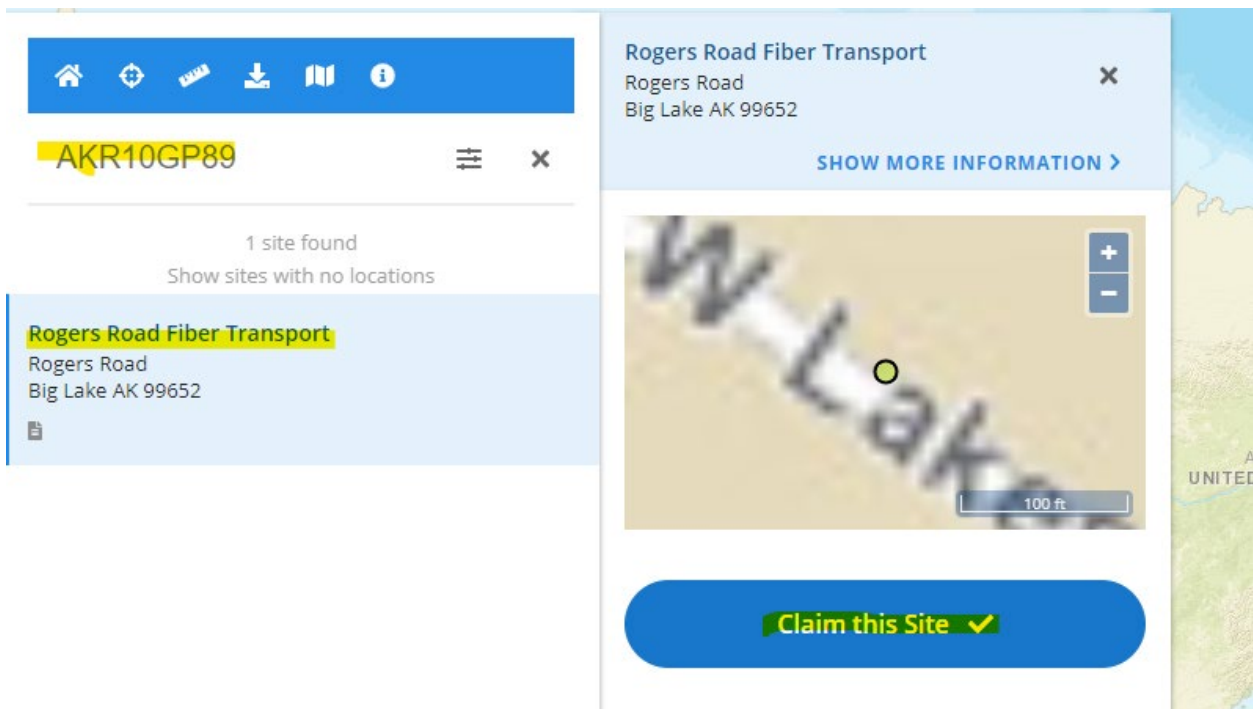 AKR10GP89
1 site found
Show sites with no locations
Rogers Road Fiber Transport
Rogers Road
Big Lake AK 99652
Rogers Road Fiber Transport
Rogers Road
Big Lake AK 99652
SHOW MORE INFORMATION >
w Lake
+
−
100 ft
Claim this Site ✓
A
UNITED